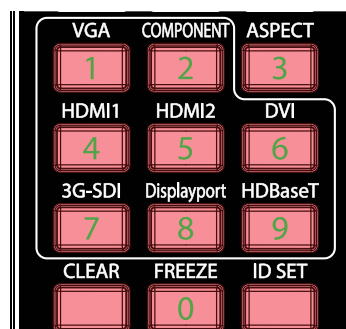 VGA COMPONENT ASPECT
1 2 3
HDMI1 HDMI2 DVI
4 5 6
3G-SDI Displayport HDBaseT
7 8 9
CLEAR FREEZE ID SET
0